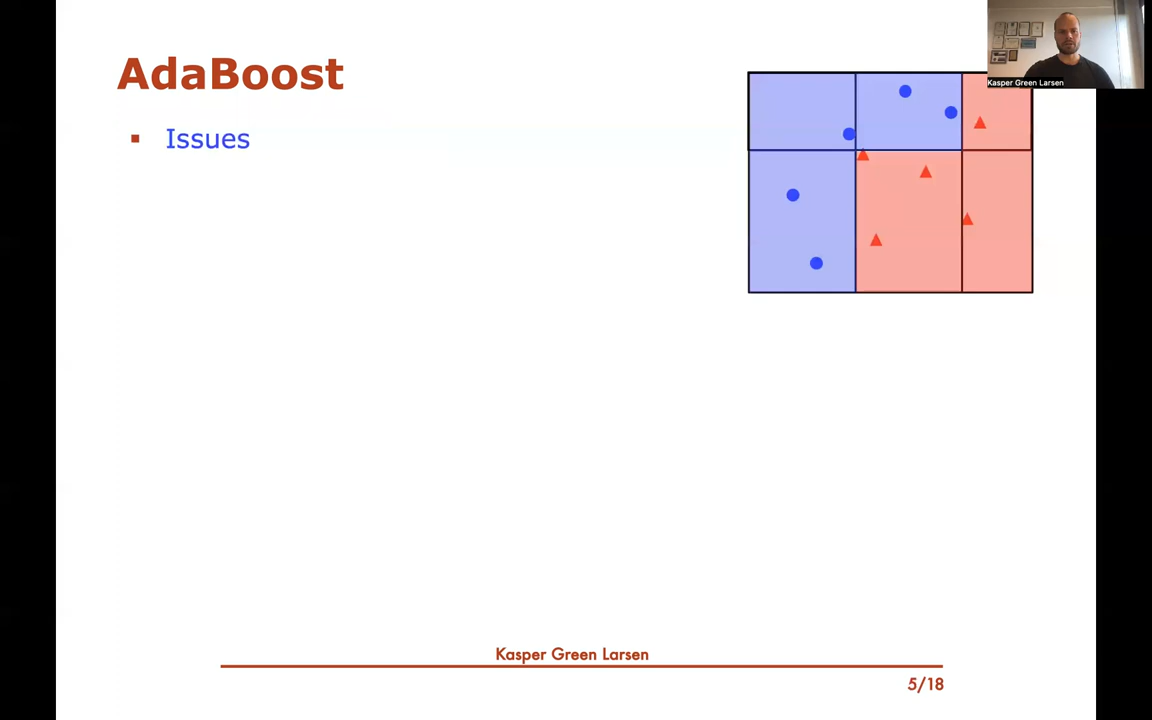 AdaBoost
Kasper Green Larsen
▪ Issues
Kasper Green Larsen
5/18